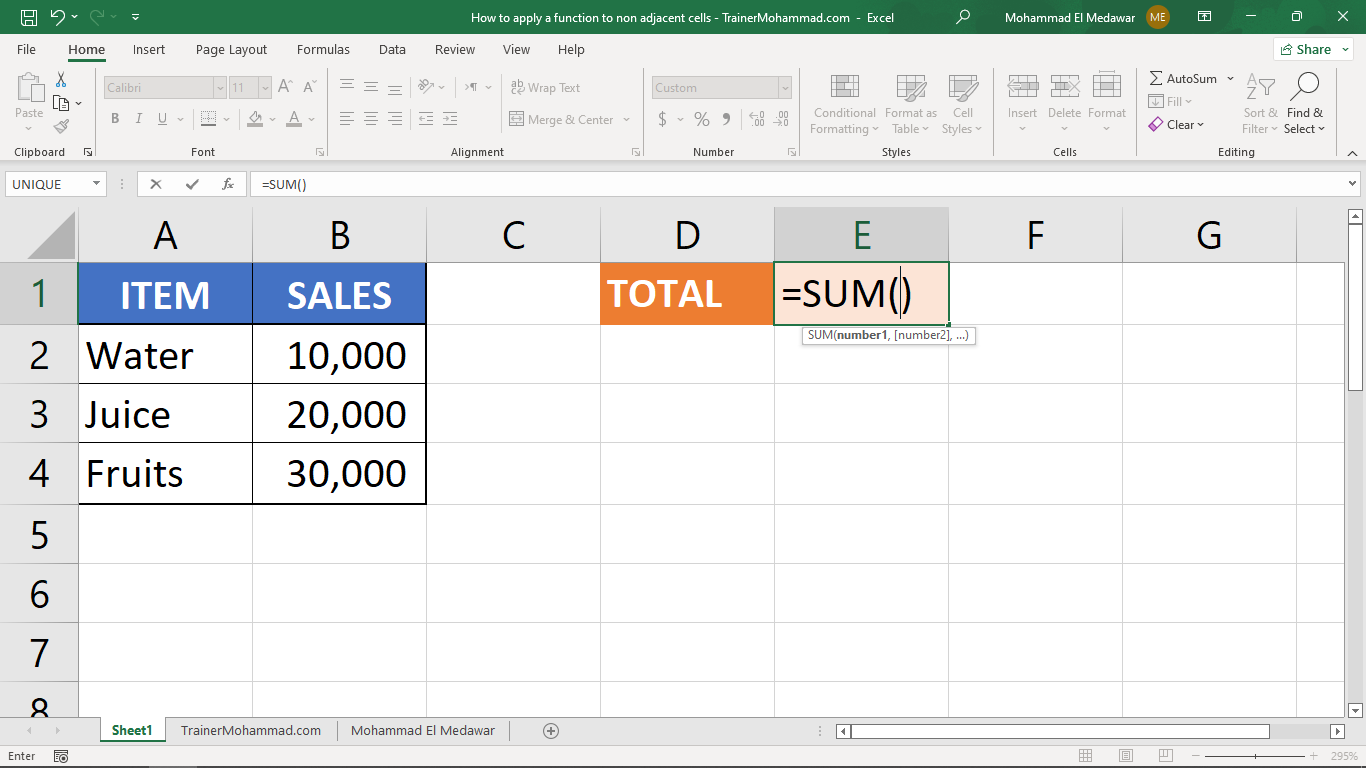 How to apply a function to non adjacent cells - TrainerMohammad.com - Excel
Mohammad El Medawar
ME
File Home Insert Page Layout Formulas Data Review View Help
Share
Paste
Calibri 11
B I U A
ab Wrap Text
Merge & Center
Custom
$ %
Conditional Formatting
Format as Table
Cell Styles
Insert Delete Format
AutoSum
Fill
Clear
Sort & Filter
Find & Select
Clipboard Font Alignment Number Styles Cells Editing
UNIQUE fx =SUM()
A B C D E F G
1 ITEM SALES TOTAL =SUM()
SUM(number1, [number2], ...)
2 Water 10,000
3 Juice 20,000
4 Fruits 30,000
5
6
7
8
Sheet1 TrainerMohammad.com Mohammad El Medawar
Enter 295%